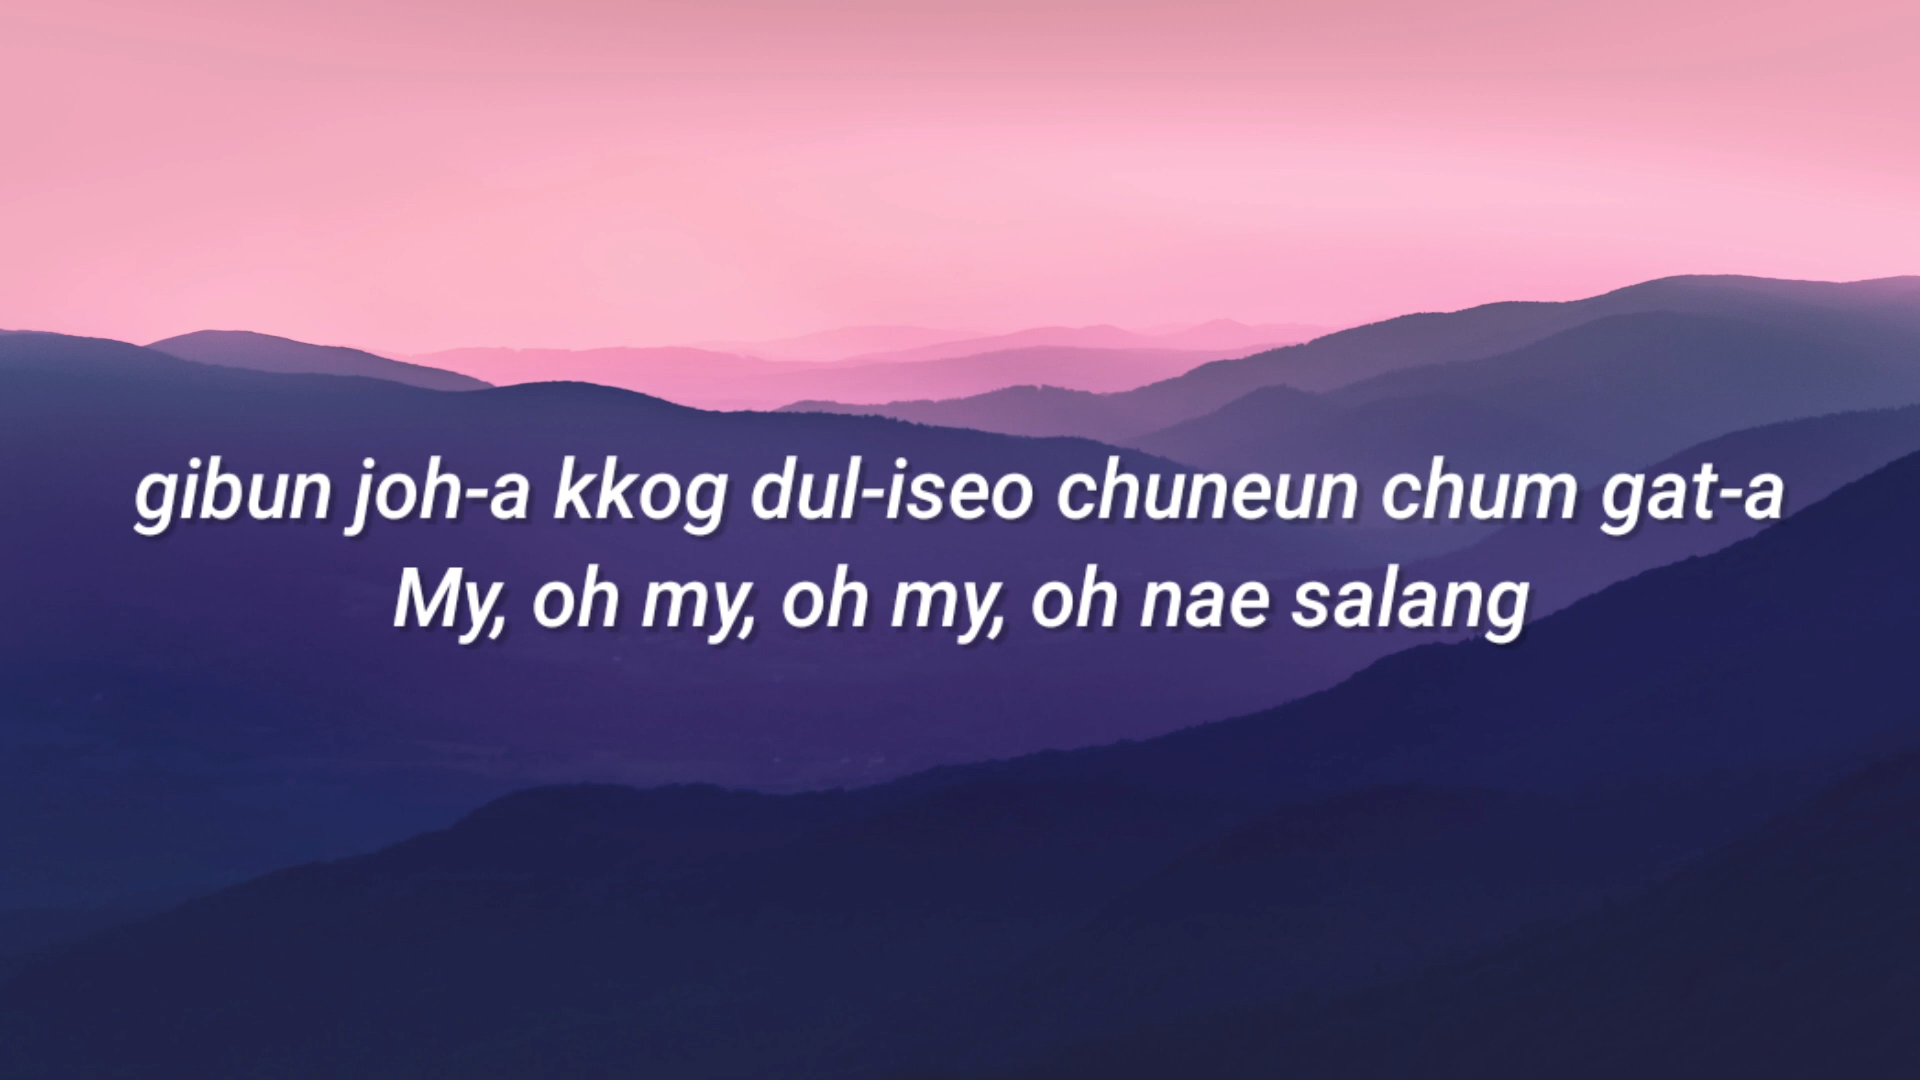 gibun joh-a kkog dul-iseo chuneun chum gat-a
My, oh my, oh my, oh nae salang